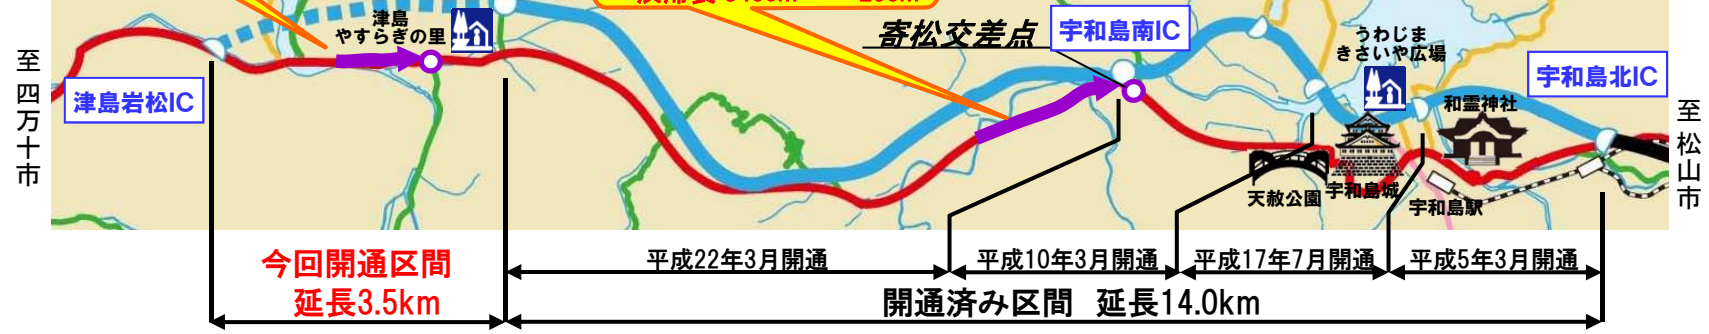 津島
やすらぎの里
寄松交差点
宇和島南IC
うわじま
きさいや広場
宇和島北IC
津島岩松IC
和霊神社
至四万十市
至松山市
天赦公園
宇和島城
宇和島駅
今回開通区間
延長3.5km
平成22年3月開通
平成10年3月開通
平成17年7月開通
平成5年3月開通
開通済み区間 延長14.0km